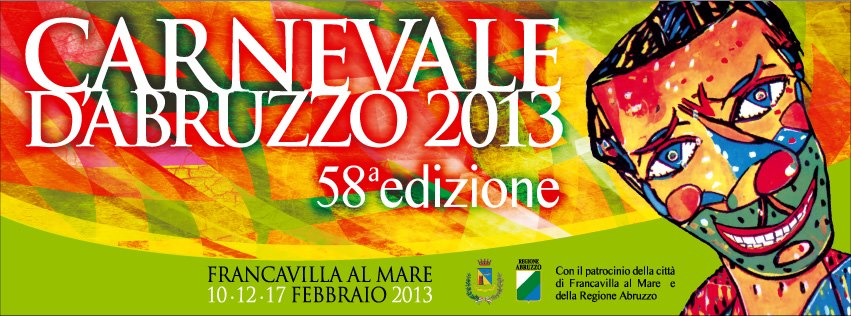 CARNEVALE
D'ABRUZZO 2013
58ª edizione
FRANCAVILLA AL MARE
10·12·17 FEBBRAIO 2013
REGIONE
ABRUZZO
Con il patrocinio della città
di Francavilla al Mare e
della Regione Abruzzo